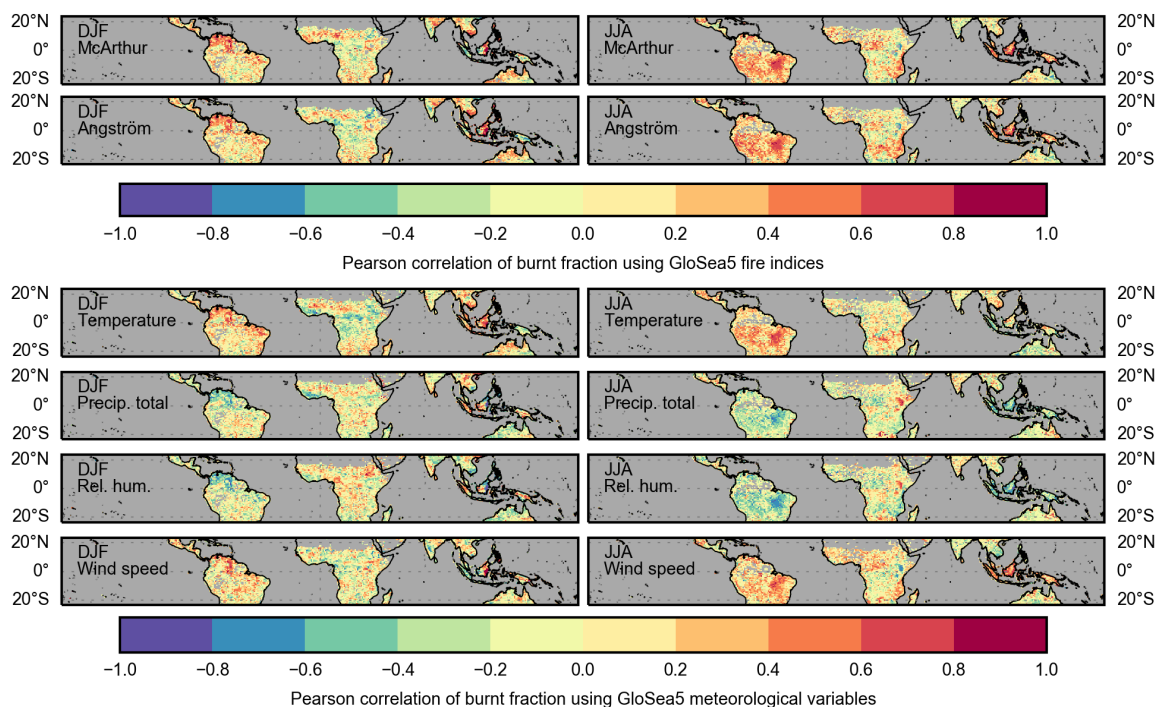 20°N
0°
20°S
DJF
McArthur
JJA
McArthur
20°N
0°
20°S
20°N
0°
20°S
DJF
Angström
JJA
Angström
20°N
0°
20°S
−1.0 −0.8 −0.6 −0.4 −0.2 0.0 0.2 0.4 0.6 0.8 1.0
Pearson correlation of burnt fraction using GloSea5 fire indices
20°N
0°
20°S
DJF
Temperature
JJA
Temperature
20°N
0°
20°S
20°N
0°
20°S
DJF
Precip. total
JJA
Precip. total
20°N
0°
20°S
20°N
0°
20°S
DJF
Rel. hum.
JJA
Rel. hum.
20°N
0°
20°S
20°N
0°
20°S
DJF
Wind speed
JJA
Wind speed
20°N
0°
20°S
−1.0 −0.8 −0.6 −0.4 −0.2 0.0 0.2 0.4 0.6 0.8 1.0
Pearson correlation of burnt fraction using GloSea5 meteorological variables